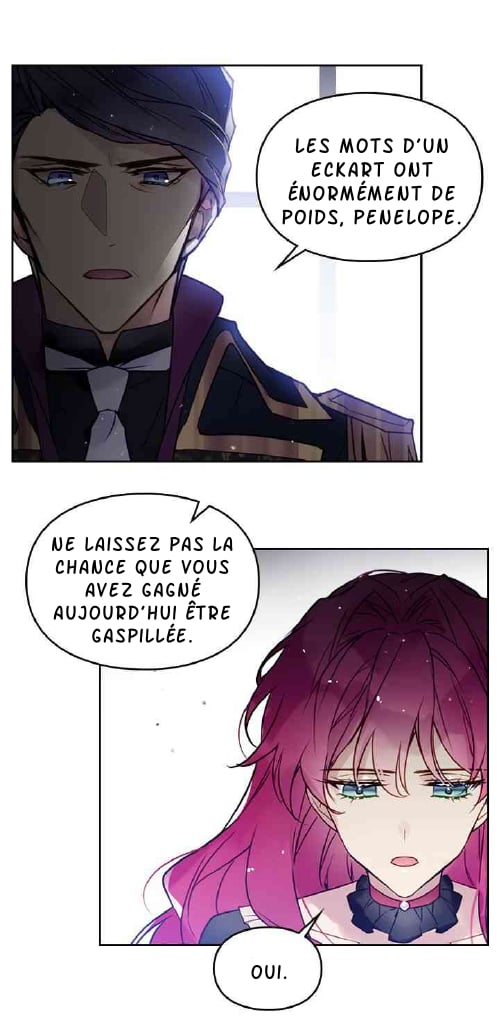 LES MOTS D'UN
ECKART ONT
ÉNORMÉMENT DE
POIDS, PENELOPE.
NE LAISSEZ PAS LA
CHANCE QUE VOUS
AVEZ GAGNÉ
AUJOURD'HUI ÊTRE
GASPILLÉE.
OUI.